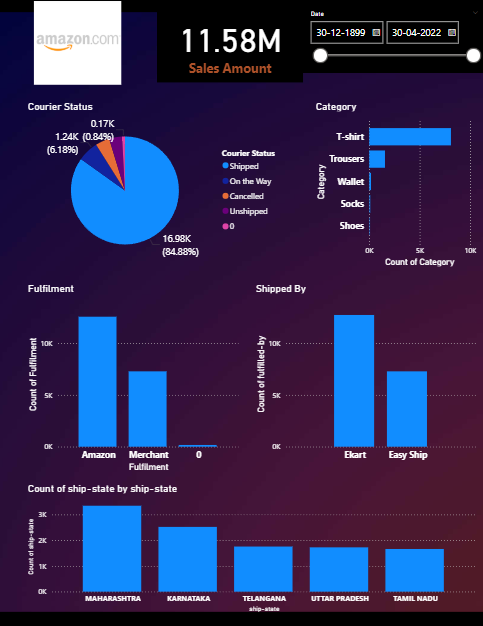 amazon.com
11.58M
Sales Amount
Date
30-12-1899
30-04-2022
Courier Status
0.17K
(0.84%)
1.24K
(6.18%)
16.98K
(84.88%)
Courier Status
Shipped
On the Way
Cancelled
Unshipped
0
Category
Category
T-shirt
Trousers
Wallet
Socks
Shoes
0K
5K
10K
Count of Category
Fulfilment
Count of Fulfilment
10K
5K
0K
Amazon
Merchant
0
Fulfilment
Shipped By
Count of fulfilled-by
10K
5K
0K
Ekart
Easy Ship
Count of ship-state by ship-state
Count of ship-state
3K
2K
1K
0K
MAHARASHTRA
KARNATAKA
TELANGANA
UTTAR PRADESH
TAMIL NADU
ship-state